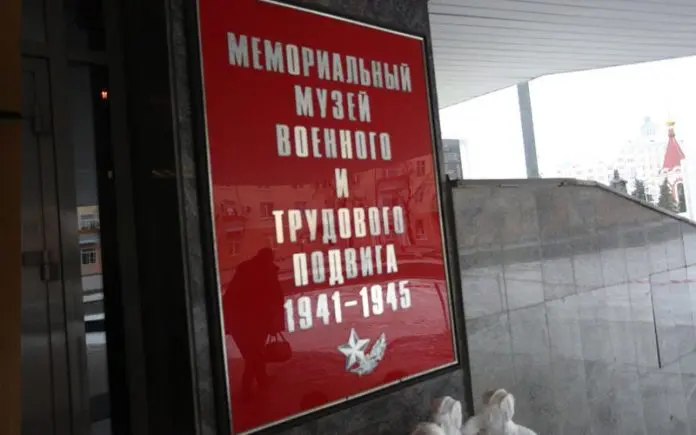 МЕМОРИАЛЬНЫЙ
МУЗЕЙ
ВОЕННОГО
И
ТРУДОВОГО
ПОДВИГА
1941-1945